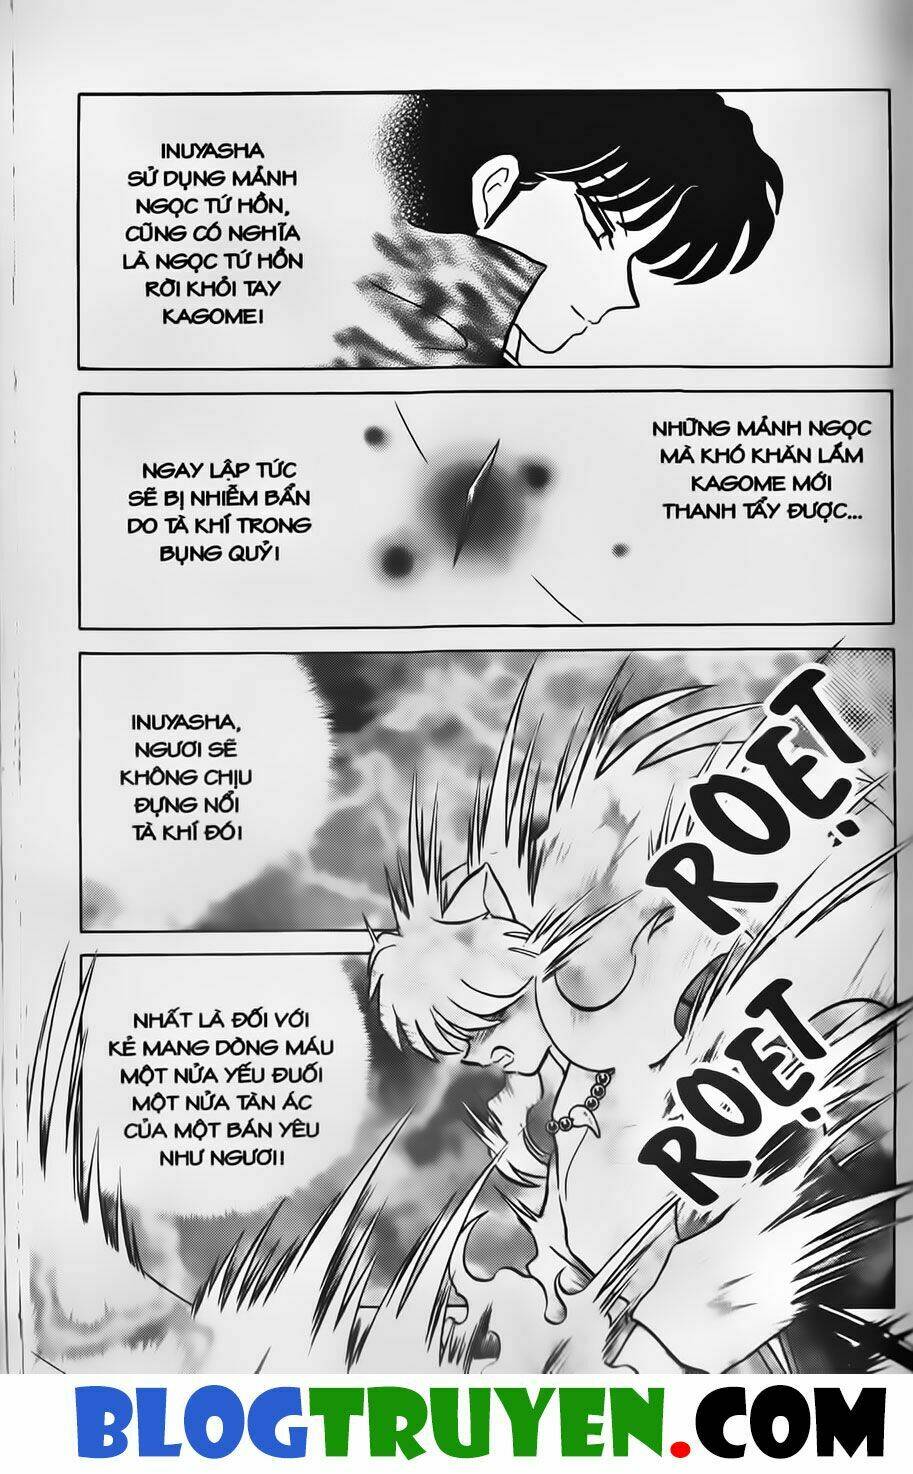 INUYASHA
SỬ DỤNG MẢNH
NGỌC TỨ HỒN,
CŨNG CÓ NGHĨA
LÀ NGỌC TỨ HỒN
RỜI KHỎI TAY
KAGOME!
NHỮNG MẢNH NGỌC
MÀ KHÓ KHĂN LẮM
KAGOME MỚI
THANH TẨY ĐƯỢC...
NGAY LẬP TỨC
SẼ BỊ NHIỄM BẨN
DO TÀ KHÍ TRONG
BỤNG QUỶ!
INUYASHA,
NGƯƠI SẼ
KHÔNG CHỊU
ĐỰNG NỔI
TÀ KHÍ ĐÓ!
ROẸT
NHẤT LÀ ĐỐI VỚI
KẺ MANG DÒNG MÁU
MỘT NỬA YẾU ĐUỐI
MỘT NỬA TÀN ÁC
CỦA MỘT BÁN YÊU
NHƯ NGƯƠI!
ROẸT
BLOGTRUYEN.COM